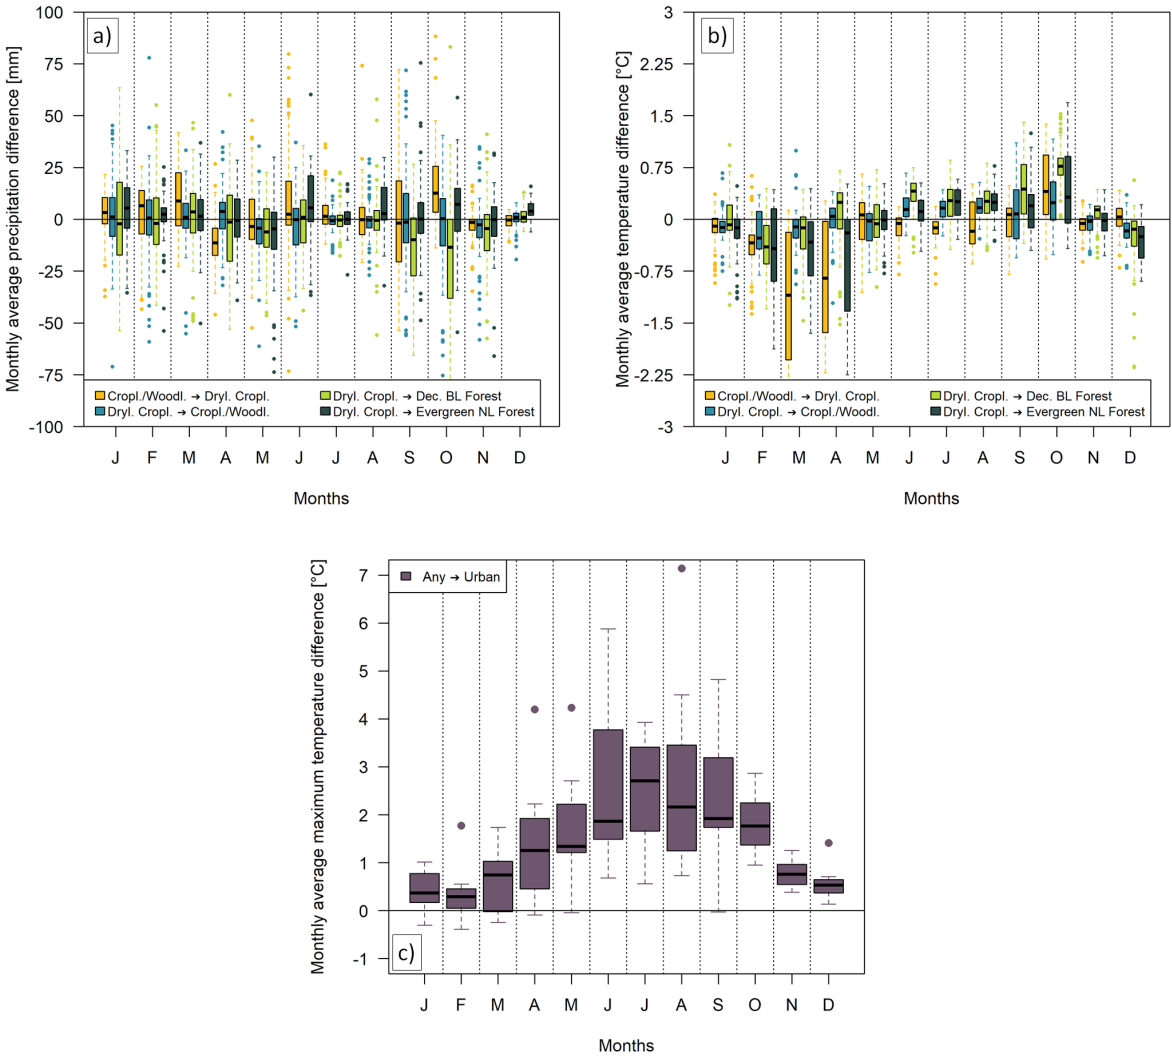 a)
Monthly average precipitation difference [mm]
100
75
50
25
0
-25
-50
-75
-100
Cropl./Woodl. → Dryl. Cropl.
Dryl. Cropl. → Cropl./Woodl.
Dryl. Cropl. → Dec. BL Forest
Dryl. Cropl. → Evergreen NL Forest
J F M A M J J A S O N D
Months
b)
Monthly average temperature difference [°C]
3
2.25
1.5
0.75
0
-0.75
-1.5
-2.25
-3
Cropl./Woodl. → Dryl. Cropl.
Dryl. Cropl. → Cropl./Woodl.
Dryl. Cropl. → Dec. BL Forest
Dryl. Cropl. → Evergreen NL Forest
J F M A M J J A S O N D
Months
Any → Urban
Monthly average maximum temperature difference [°C]
7
6
5
4
3
2
1
0
-1
c)
J F M A M J J A S O N D
Months